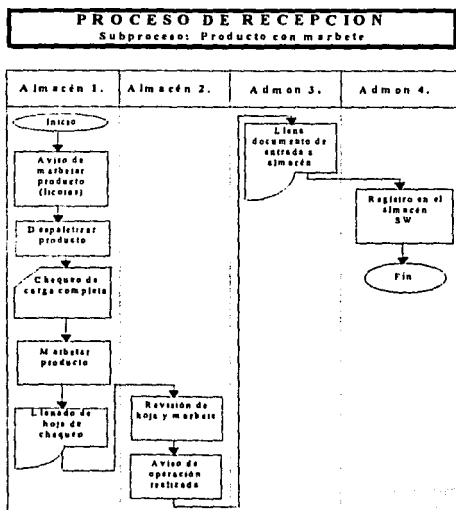 PROCESO DE RECEPCION
Subproceso: Producto con marbete
Almacén 1.
Almacén 2.
Admon 3.
Admon 4.
Inicio
Aviso de
marbetar
producto
(licores)
Despaletizar
producto
Chequeo de
carga completa
Marbetar
producto
Llenado de
hoja de
chequeo
Revisión de
hoja y marbete
Aviso de
operación
realizada
Llena
documento de
entrada a
almacén
Registro en el
almacén
SW
Fin